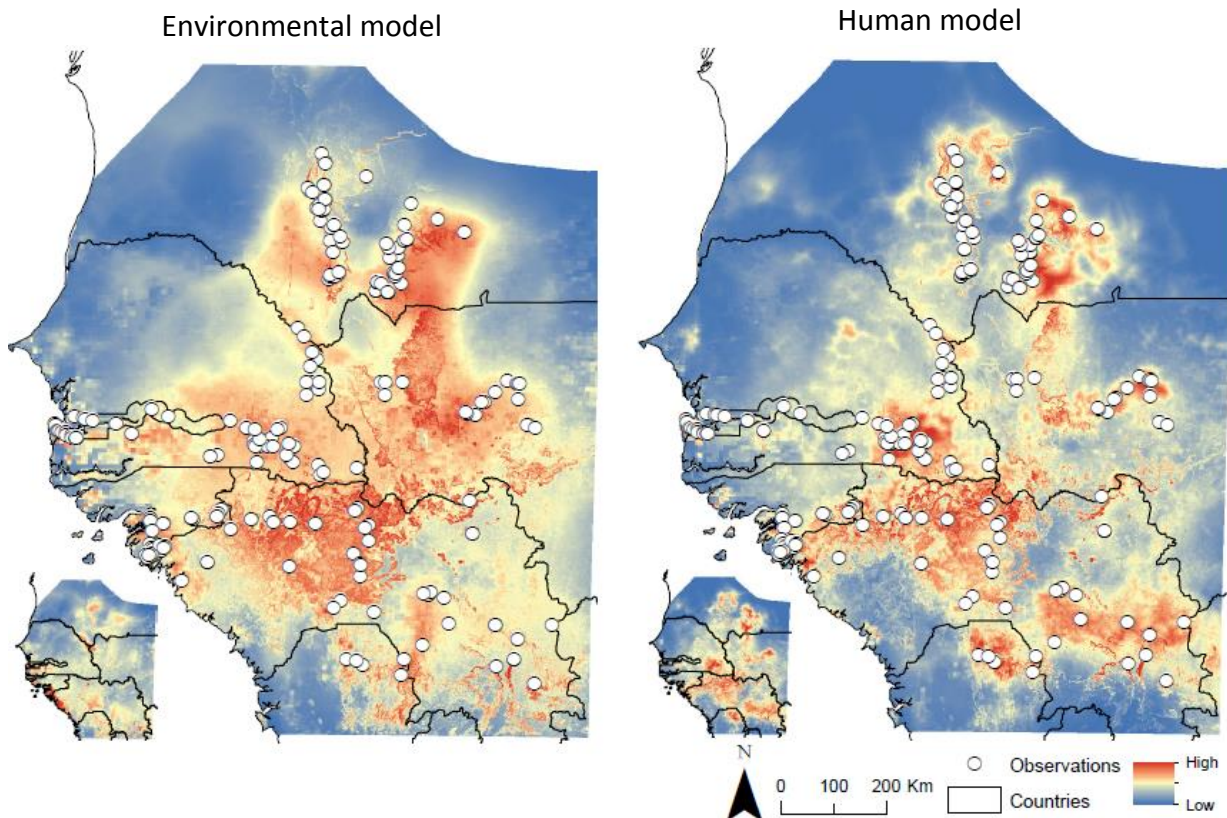 Environmental model
Human model
N
0 100 200 Km
Observations
Countries
High
Low